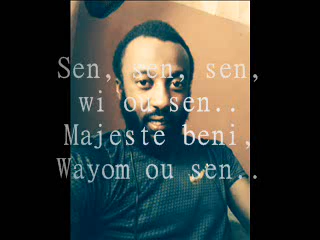 Sen, sen, sen,
wi ou sen..
Majeste beni,
Wayom ou sen..